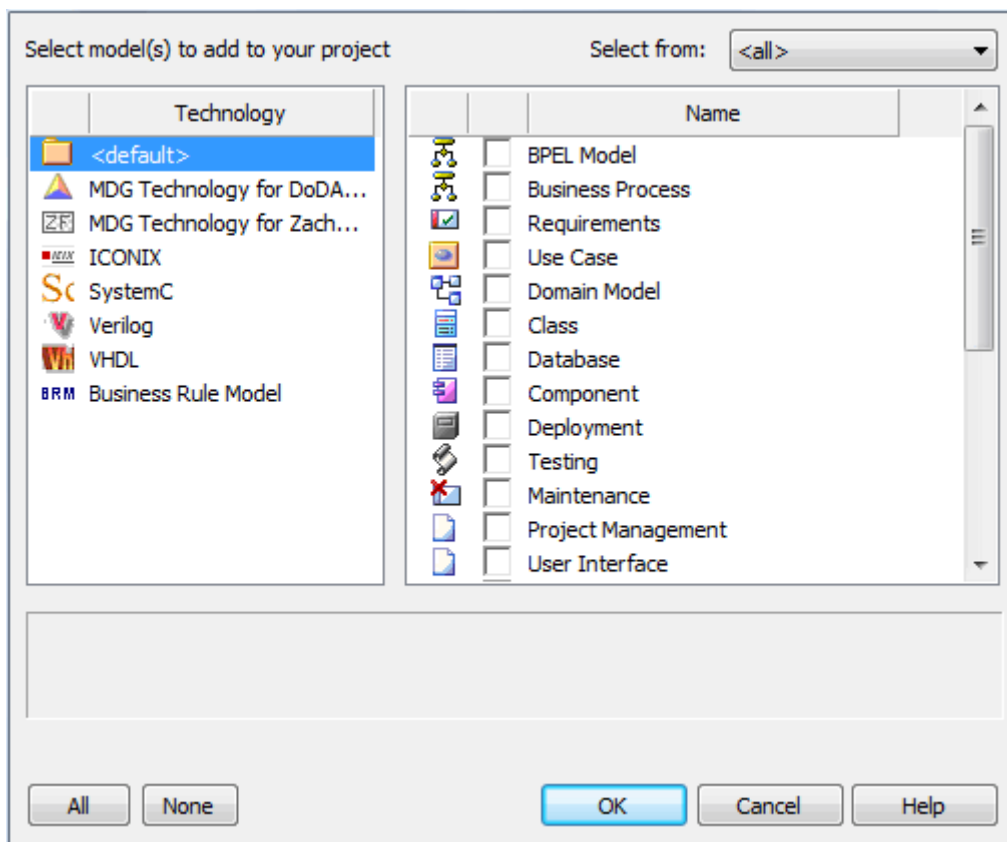 Select model(s) to add to your project
Select from:
<all>
Technology
<default>
MDG Technology for DoDA...
MDG Technology for Zach...
ICONIX
SystemC
Verilog
VHDL
BRM Business Rule Model
Name
BPEL Model
Business Process
Requirements
Use Case
Domain Model
Class
Database
Component
Deployment
Testing
Maintenance
Project Management
User Interface
All
None
OK
Cancel
Help